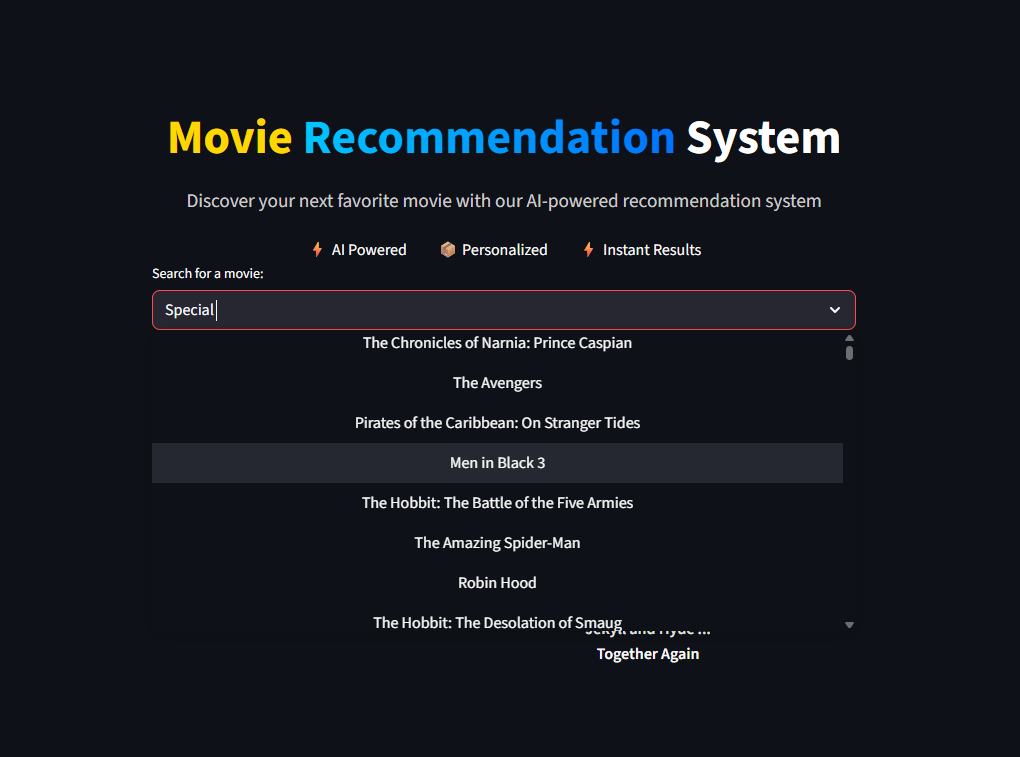 Movie Recommendation System
Discover your next favorite movie with our AI-powered recommendation system
AI Powered
Personalized
Instant Results
Search for a movie:
Special
The Chronicles of Narnia: Prince Caspian
The Avengers
Pirates of the Caribbean: On Stranger Tides
Men in Black 3
The Hobbit: The Battle of the Five Armies
The Amazing Spider-Man
Robin Hood
The Hobbit: The Desolation of Smaug
Jekyll and Hyde ...
Together Again